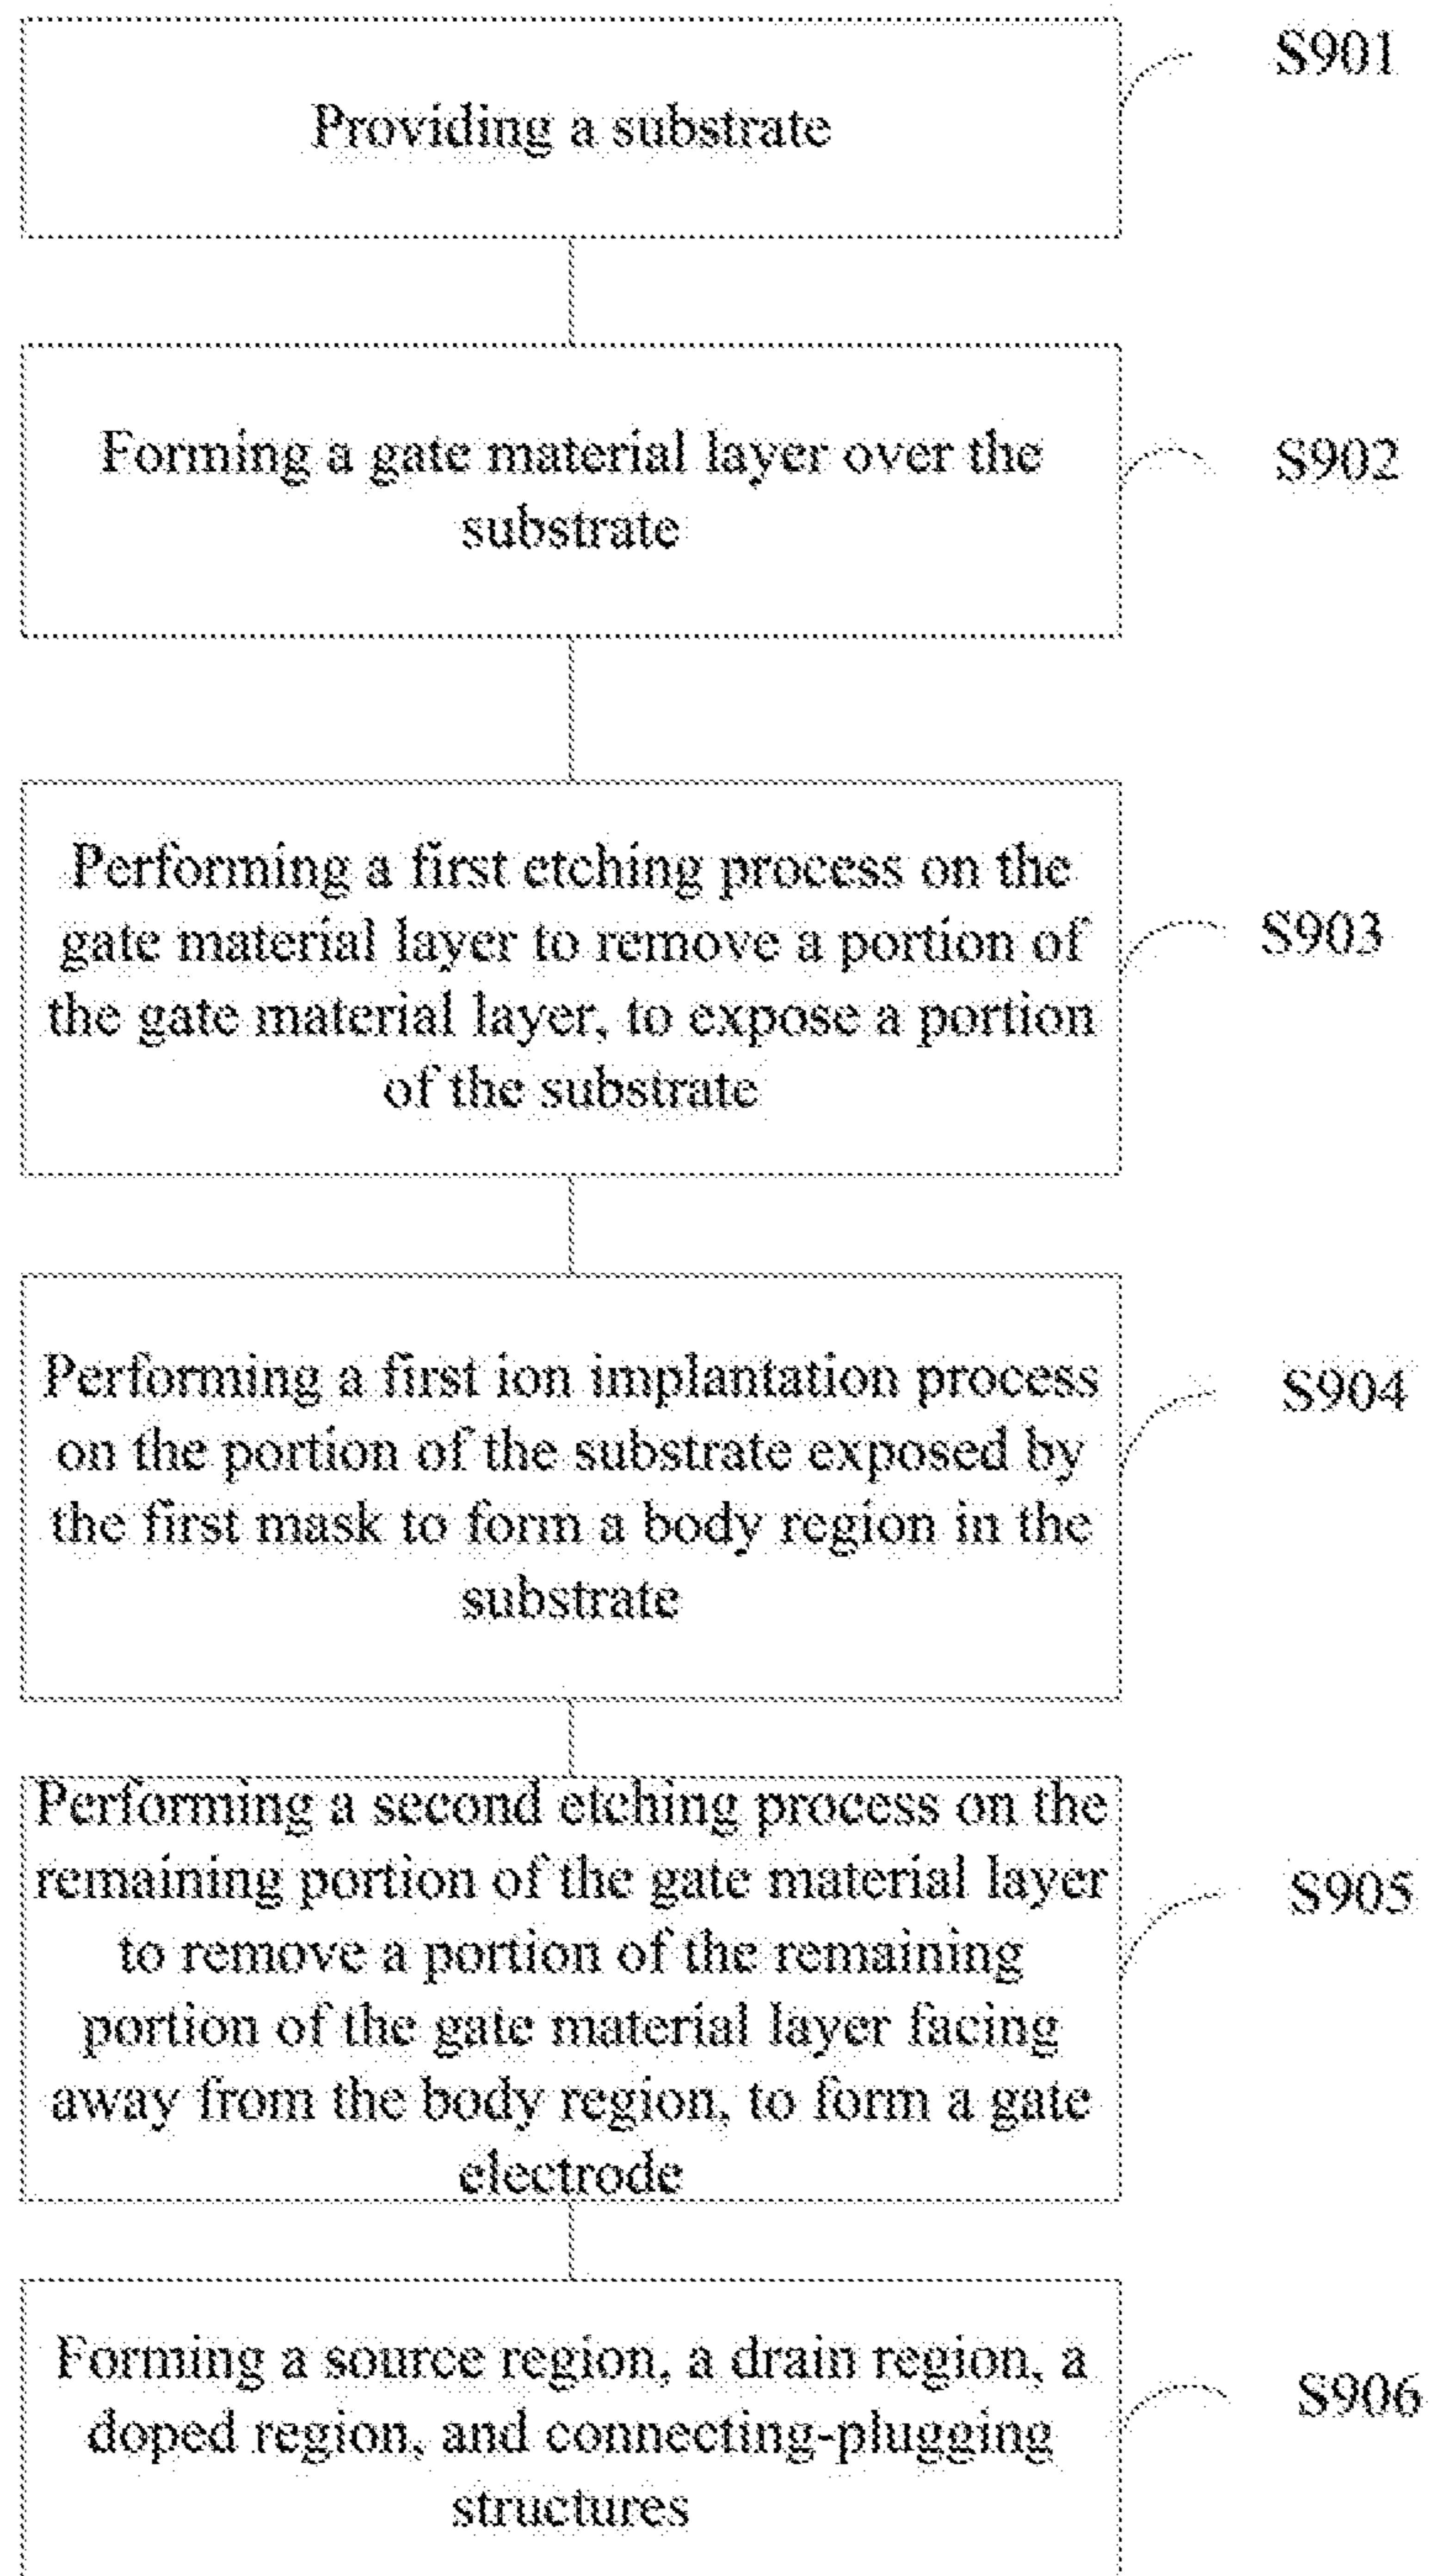 Providing a substrate
S901
Forming a gate material layer over the
substrate
S902
Performing a first etching process on the
gate material layer to remove a portion of
the gate material layer, to expose a portion
of the substrate
S903
Performing a first ion implantation process
on the portion of the substrate exposed by
the first mask to form a body region in the
substrate
S904
Performing a second etching process on the
remaining portion of the gate material layer
to remove a portion of the remaining
portion of the gate material layer facing
away from the body region, to form a gate
electrode
S905
Forming a source region, a drain region, a
doped region, and connecting-plugging
structures
S906